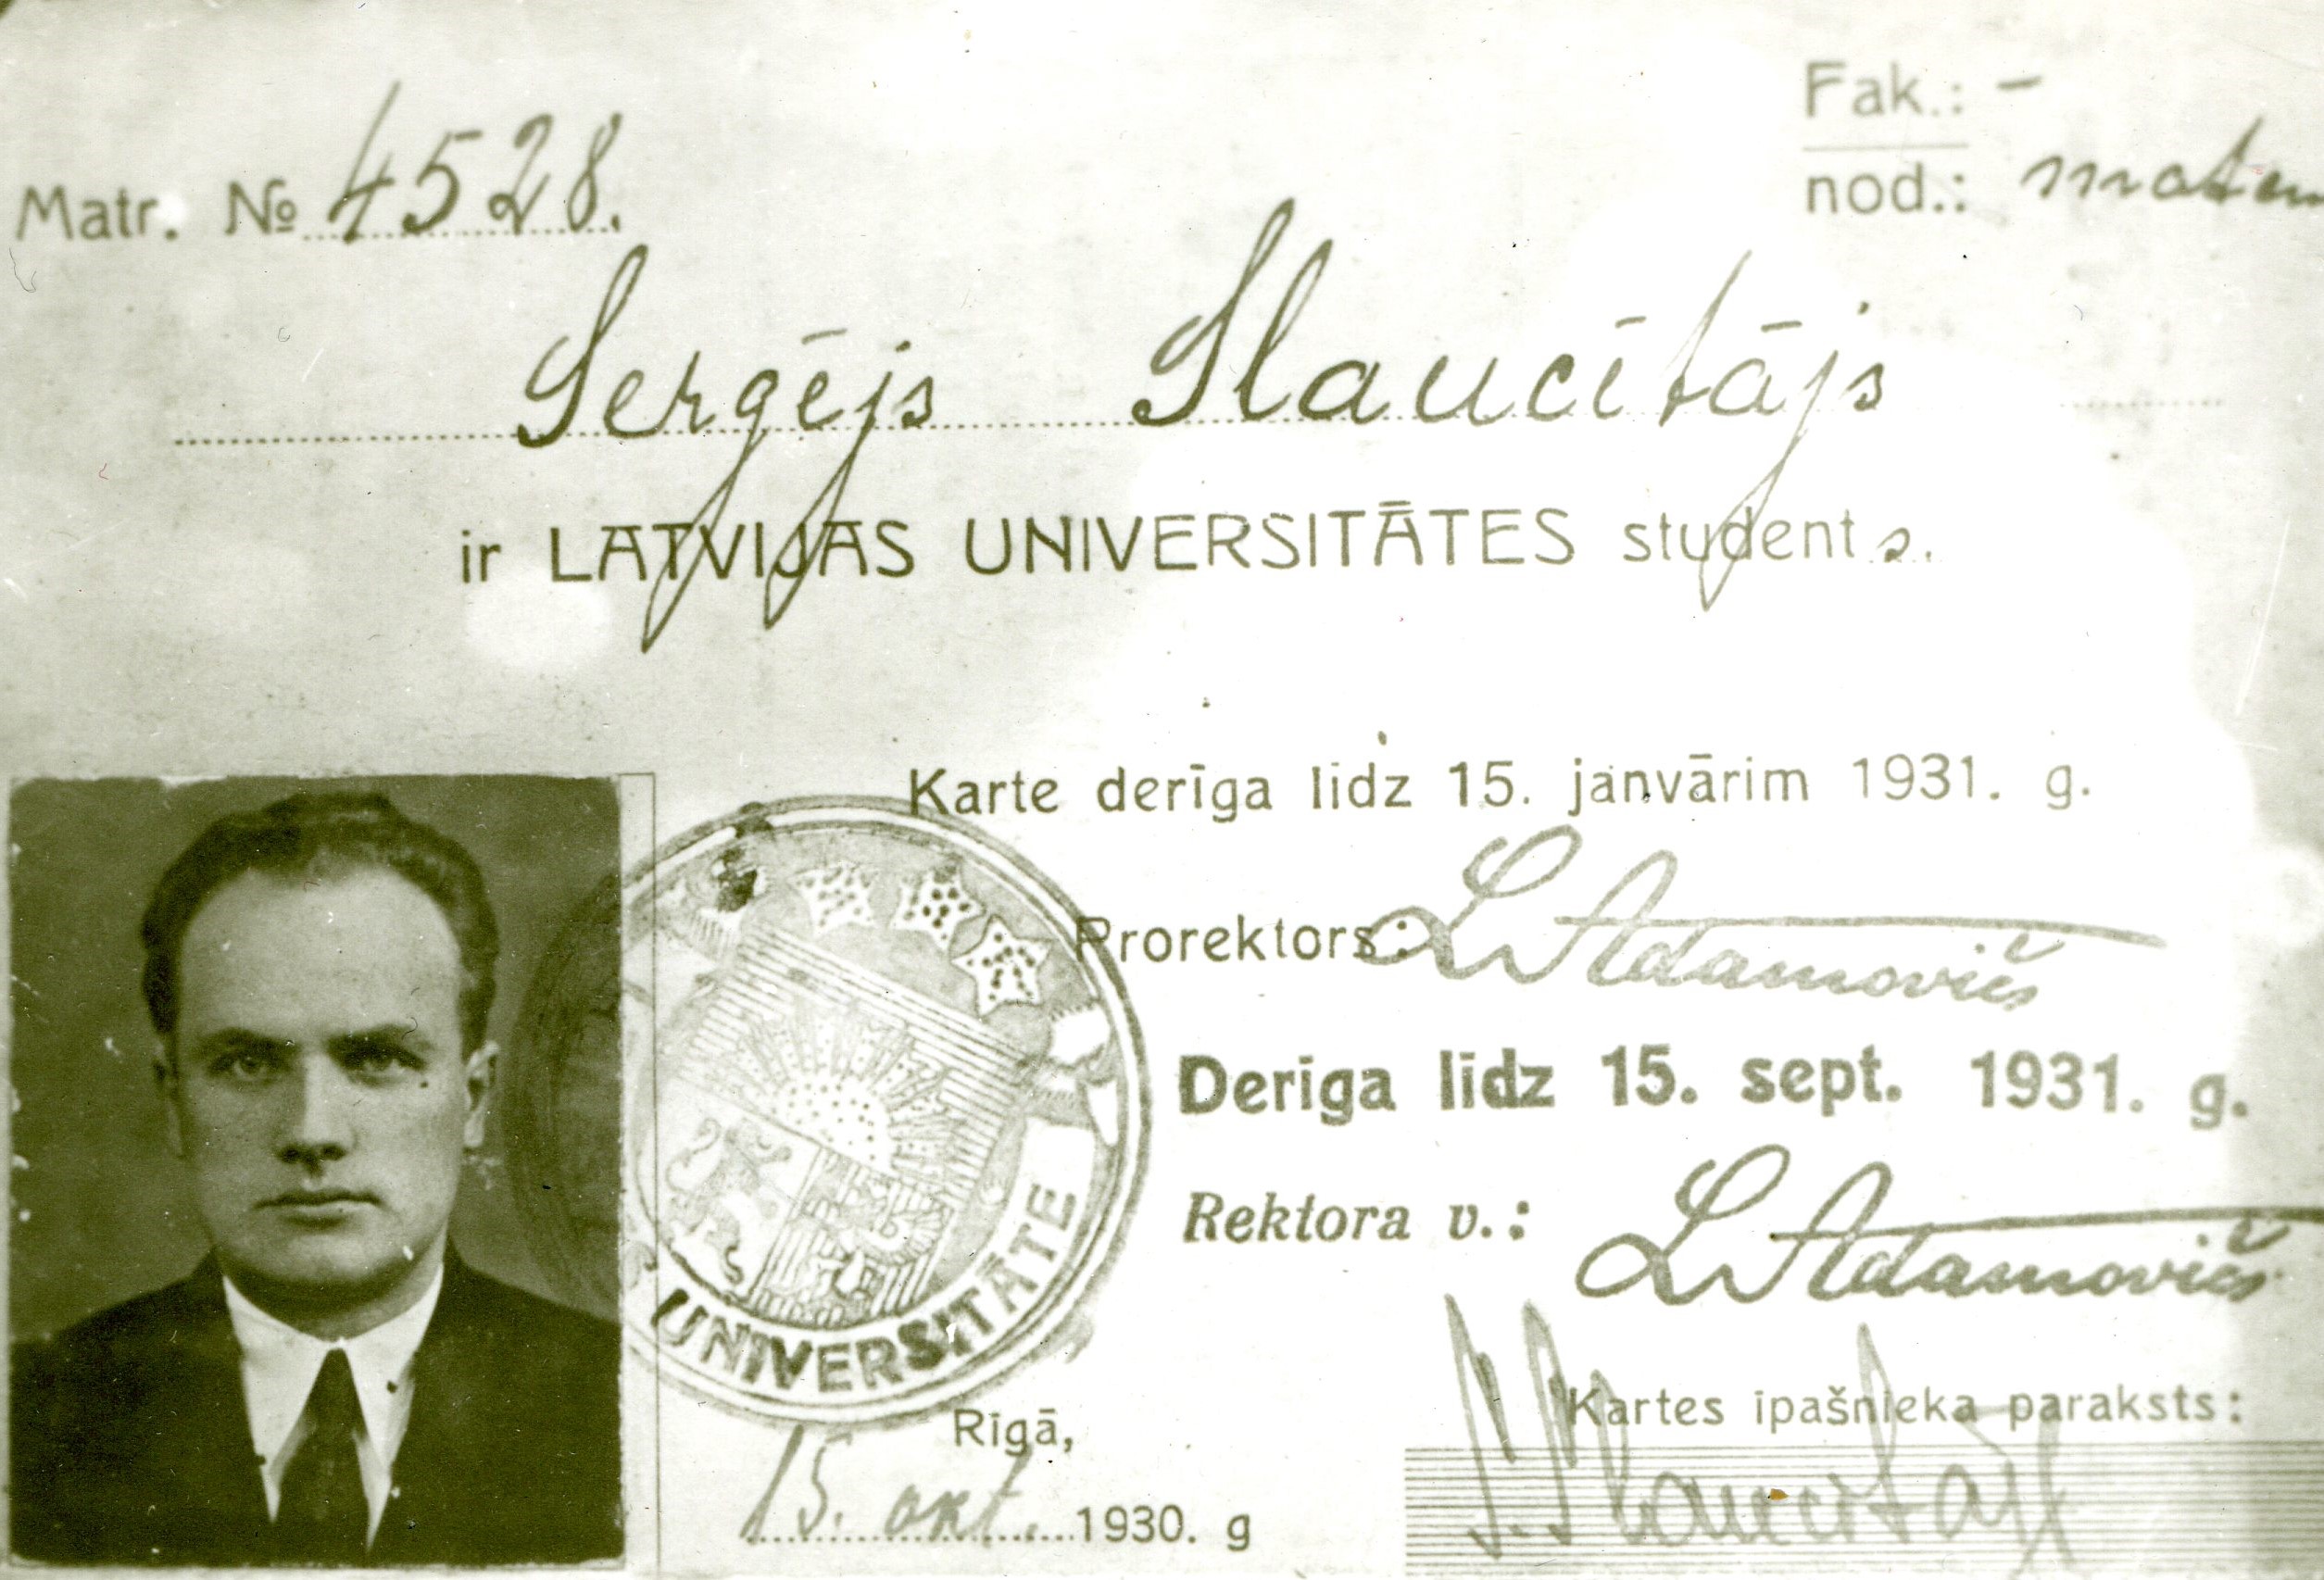 Fak.: -
Matr. № 4528.
nod.: matem
Sergējs Slaucītājs
ir LATVIJAS UNIVERSITĀTES students.
Karte derīga līdz 15. janvārim 1931. g.
Prorektors: L Adamovičs
Derīga līdz 15. sept. 1931. g.
Rektora v.: L Adamovičs
UNIVERSITĀTE
Kartes īpašnieka paraksts:
Rīgā,
S. Slaucītājs
15. okt. 1930. g